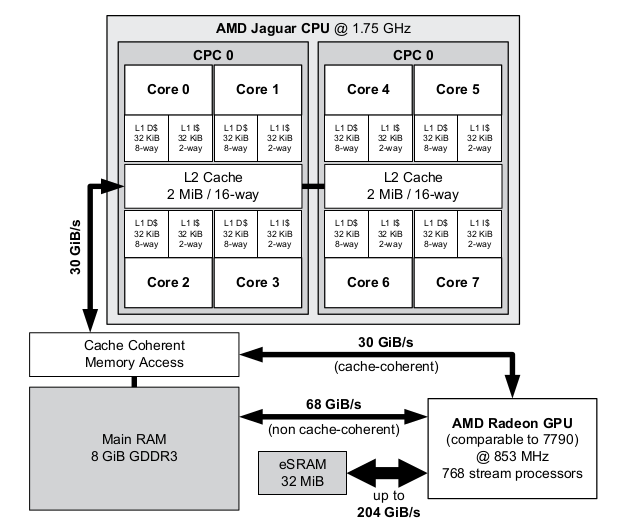 AMD Jaguar CPU @ 1.75 GHz
CPC 0
CPC 0
Core 0
Core 1
Core 4
Core 5
L1 D$
32 KiB
8-way
L1 I$
32 KiB
2-way
L1 D$
32 KiB
8-way
L1 I$
32 KiB
2-way
L1 D$
32 KiB
8-way
L1 I$
32 KiB
2-way
L1 D$
32 KiB
8-way
L1 I$
32 KiB
2-way
L2 Cache
2 MiB / 16-way
L2 Cache
2 MiB / 16-way
L1 D$
32 KiB
8-way
L1 I$
32 KiB
2-way
L1 D$
32 KiB
8-way
L1 I$
32 KiB
2-way
L1 D$
32 KiB
8-way
L1 I$
32 KiB
2-way
L1 D$
32 KiB
8-way
L1 I$
32 KiB
2-way
Core 2
Core 3
Core 6
Core 7
30 GiB/s
Cache Coherent
Memory Access
30 GiB/s
(cache-coherent)
68 GiB/s
(non cache-coherent)
Main RAM
8 GiB GDDR3
AMD Radeon GPU
(comparable to 7790)
@ 853 MHz
768 stream processors
eSRAM
32 MiB
up to
204 GiB/s